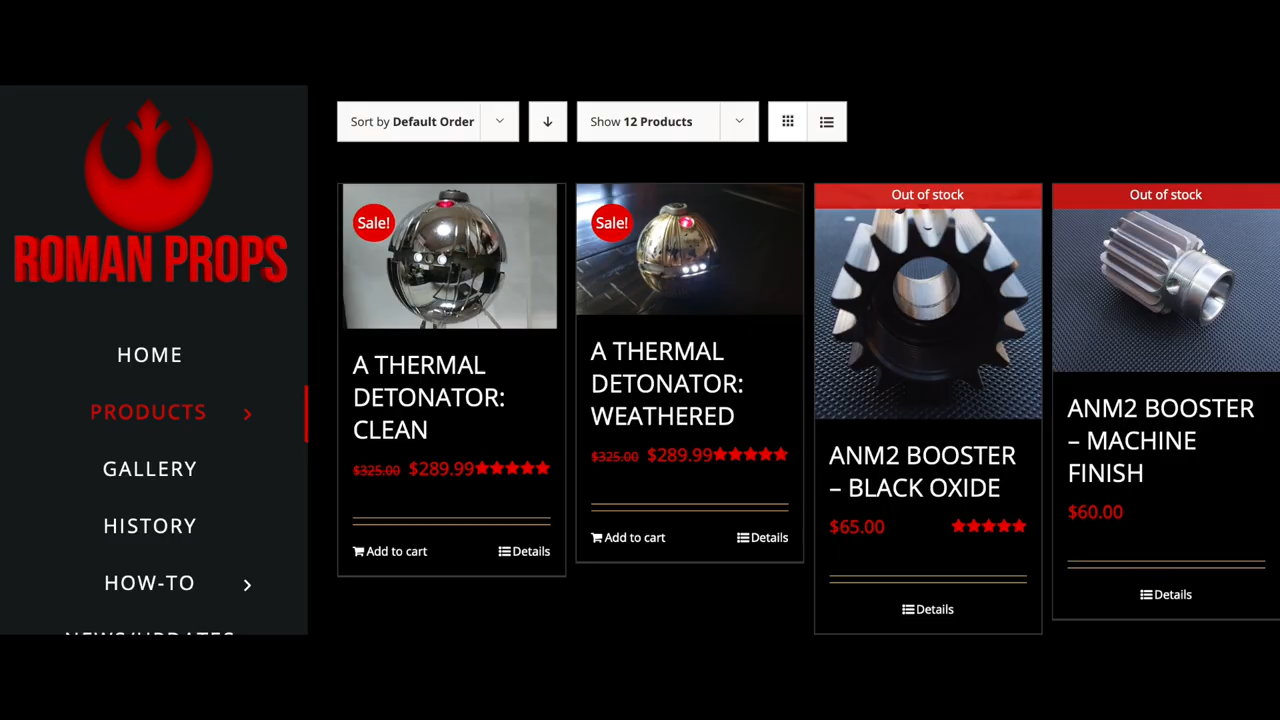 ROMAN PROPS
HOME
PRODUCTS
GALLERY
HISTORY
HOW-TO
NEWS/UPDATES
Sort by Default Order
Show 12 Products
Sale!
A THERMAL
DETONATOR:
CLEAN
$325.00 $289.99
Add to cart
Details
Sale!
A THERMAL
DETONATOR:
WEATHERED
$325.00 $289.99
Add to cart
Details
Out of stock
ANM2 BOOSTER
– BLACK OXIDE
$65.00
Details
Out of stock
ANM2 BOOSTER
– MACHINE
FINISH
$60.00
Details